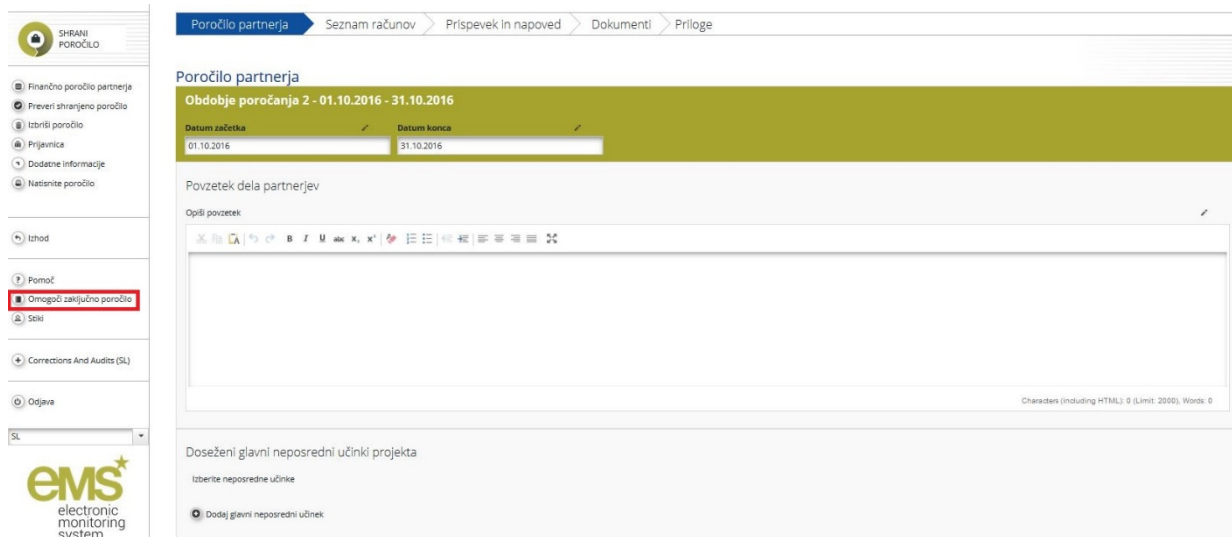 SHRANI
POROČILO
Finančno poročilo partnerja
Preveri shranjeno poročilo
Izbriši poročilo
Prijavnica
Dodatne informacije
Natisnite poročilo
Izhod
Pomoč
Omogoči zaključno poročilo
Stiki
Corrections And Audits (SL)
Odjava
SL
eMS
electronic
monitoring
system
Poročilo partnerja Seznam računov Prispevek in napoved Dokumenti Priloge
Poročilo partnerja
Obdobje poročanja 2 - 01.10.2016 - 31.10.2016
Datum začetka Datum konca
01.10.2016 31.10.2016
Povzetek dela partnerjev
Opiši povzetek
B I U abc x₂ x²
Characters (including HTML): 0 (Limit: 2000), Words: 0
Doseženi glavni neposredni učinki projekta
Izberite neposredne učinke
Dodaj glavni neposredni učinek